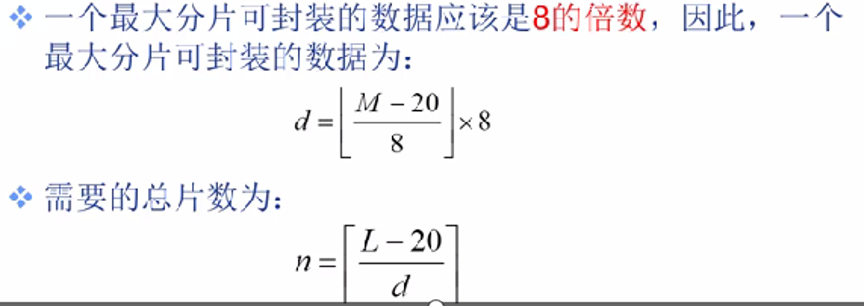 一个最大分片可封装的数据应该是8的倍数，因此，一个
最大分片可封装的数据为：
d = ⌊(M − 20)/8⌋ × 8
需要的总片数为：
n = ⌈(L − 20)/d⌉